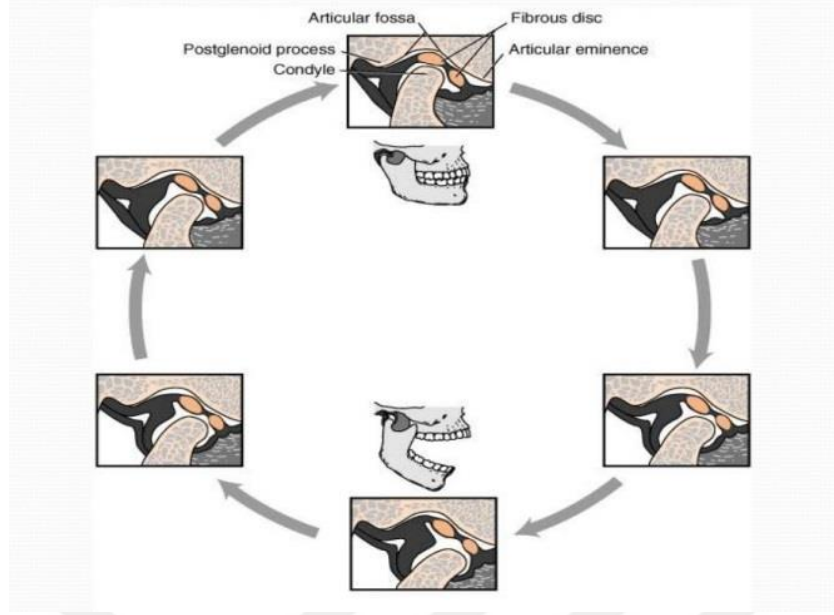 Articular fossa
Fibrous disc
Postglenoid process
Articular eminence
Condyle